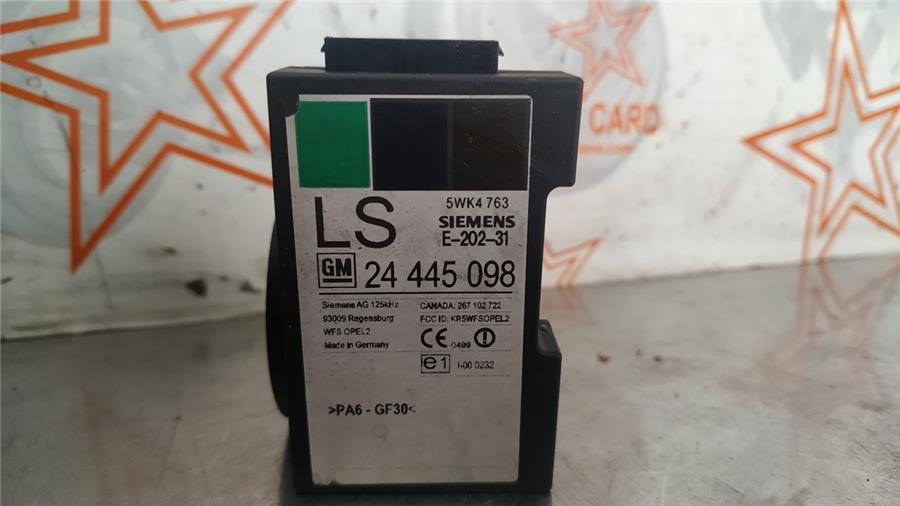 CARD
5WK4 763
LS
SIEMENS
E-202-31
GM
24 445 098
Siemens AG 125kHz
93009 Regensburg
WFS OPEL2
Made in Germany
CANADA: 267 102 722
FCC ID: KR5WFSOPEL2
CE 0499
e1 I-00 0232
>PA6 - GF30<